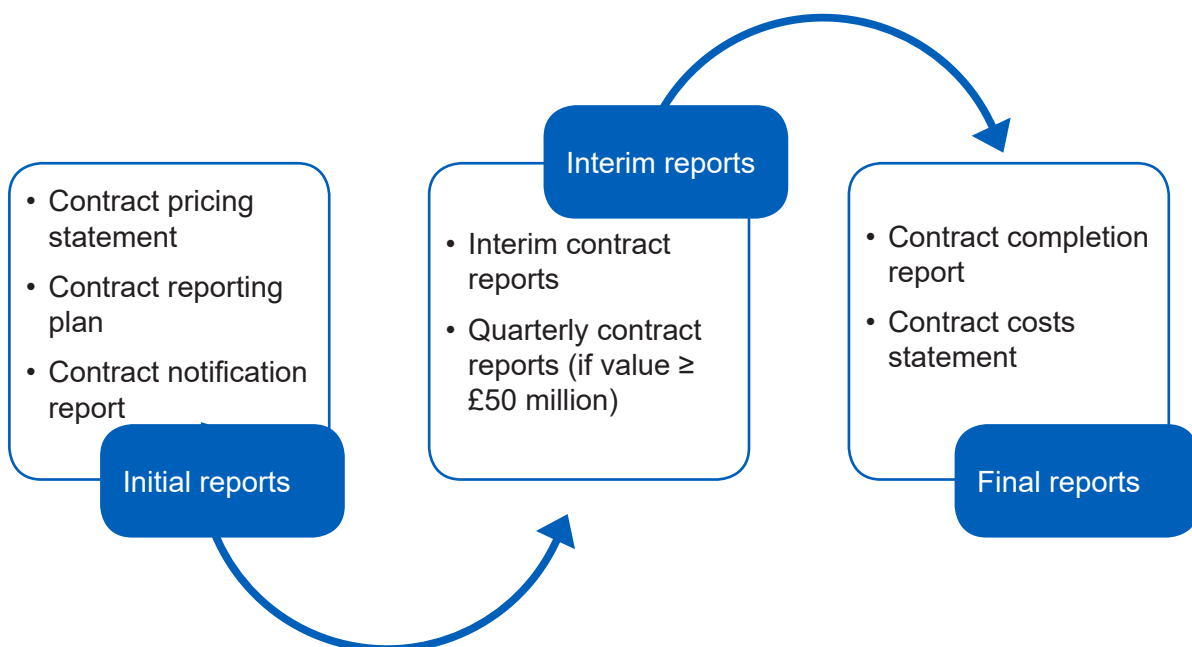 • Contract pricing
statement
• Contract reporting
plan
• Contract notification
report
Initial reports
Interim reports
• Interim contract
reports
• Quarterly contract
reports (if value ≥
£50 million)
• Contract completion
report
• Contract costs
statement
Final reports